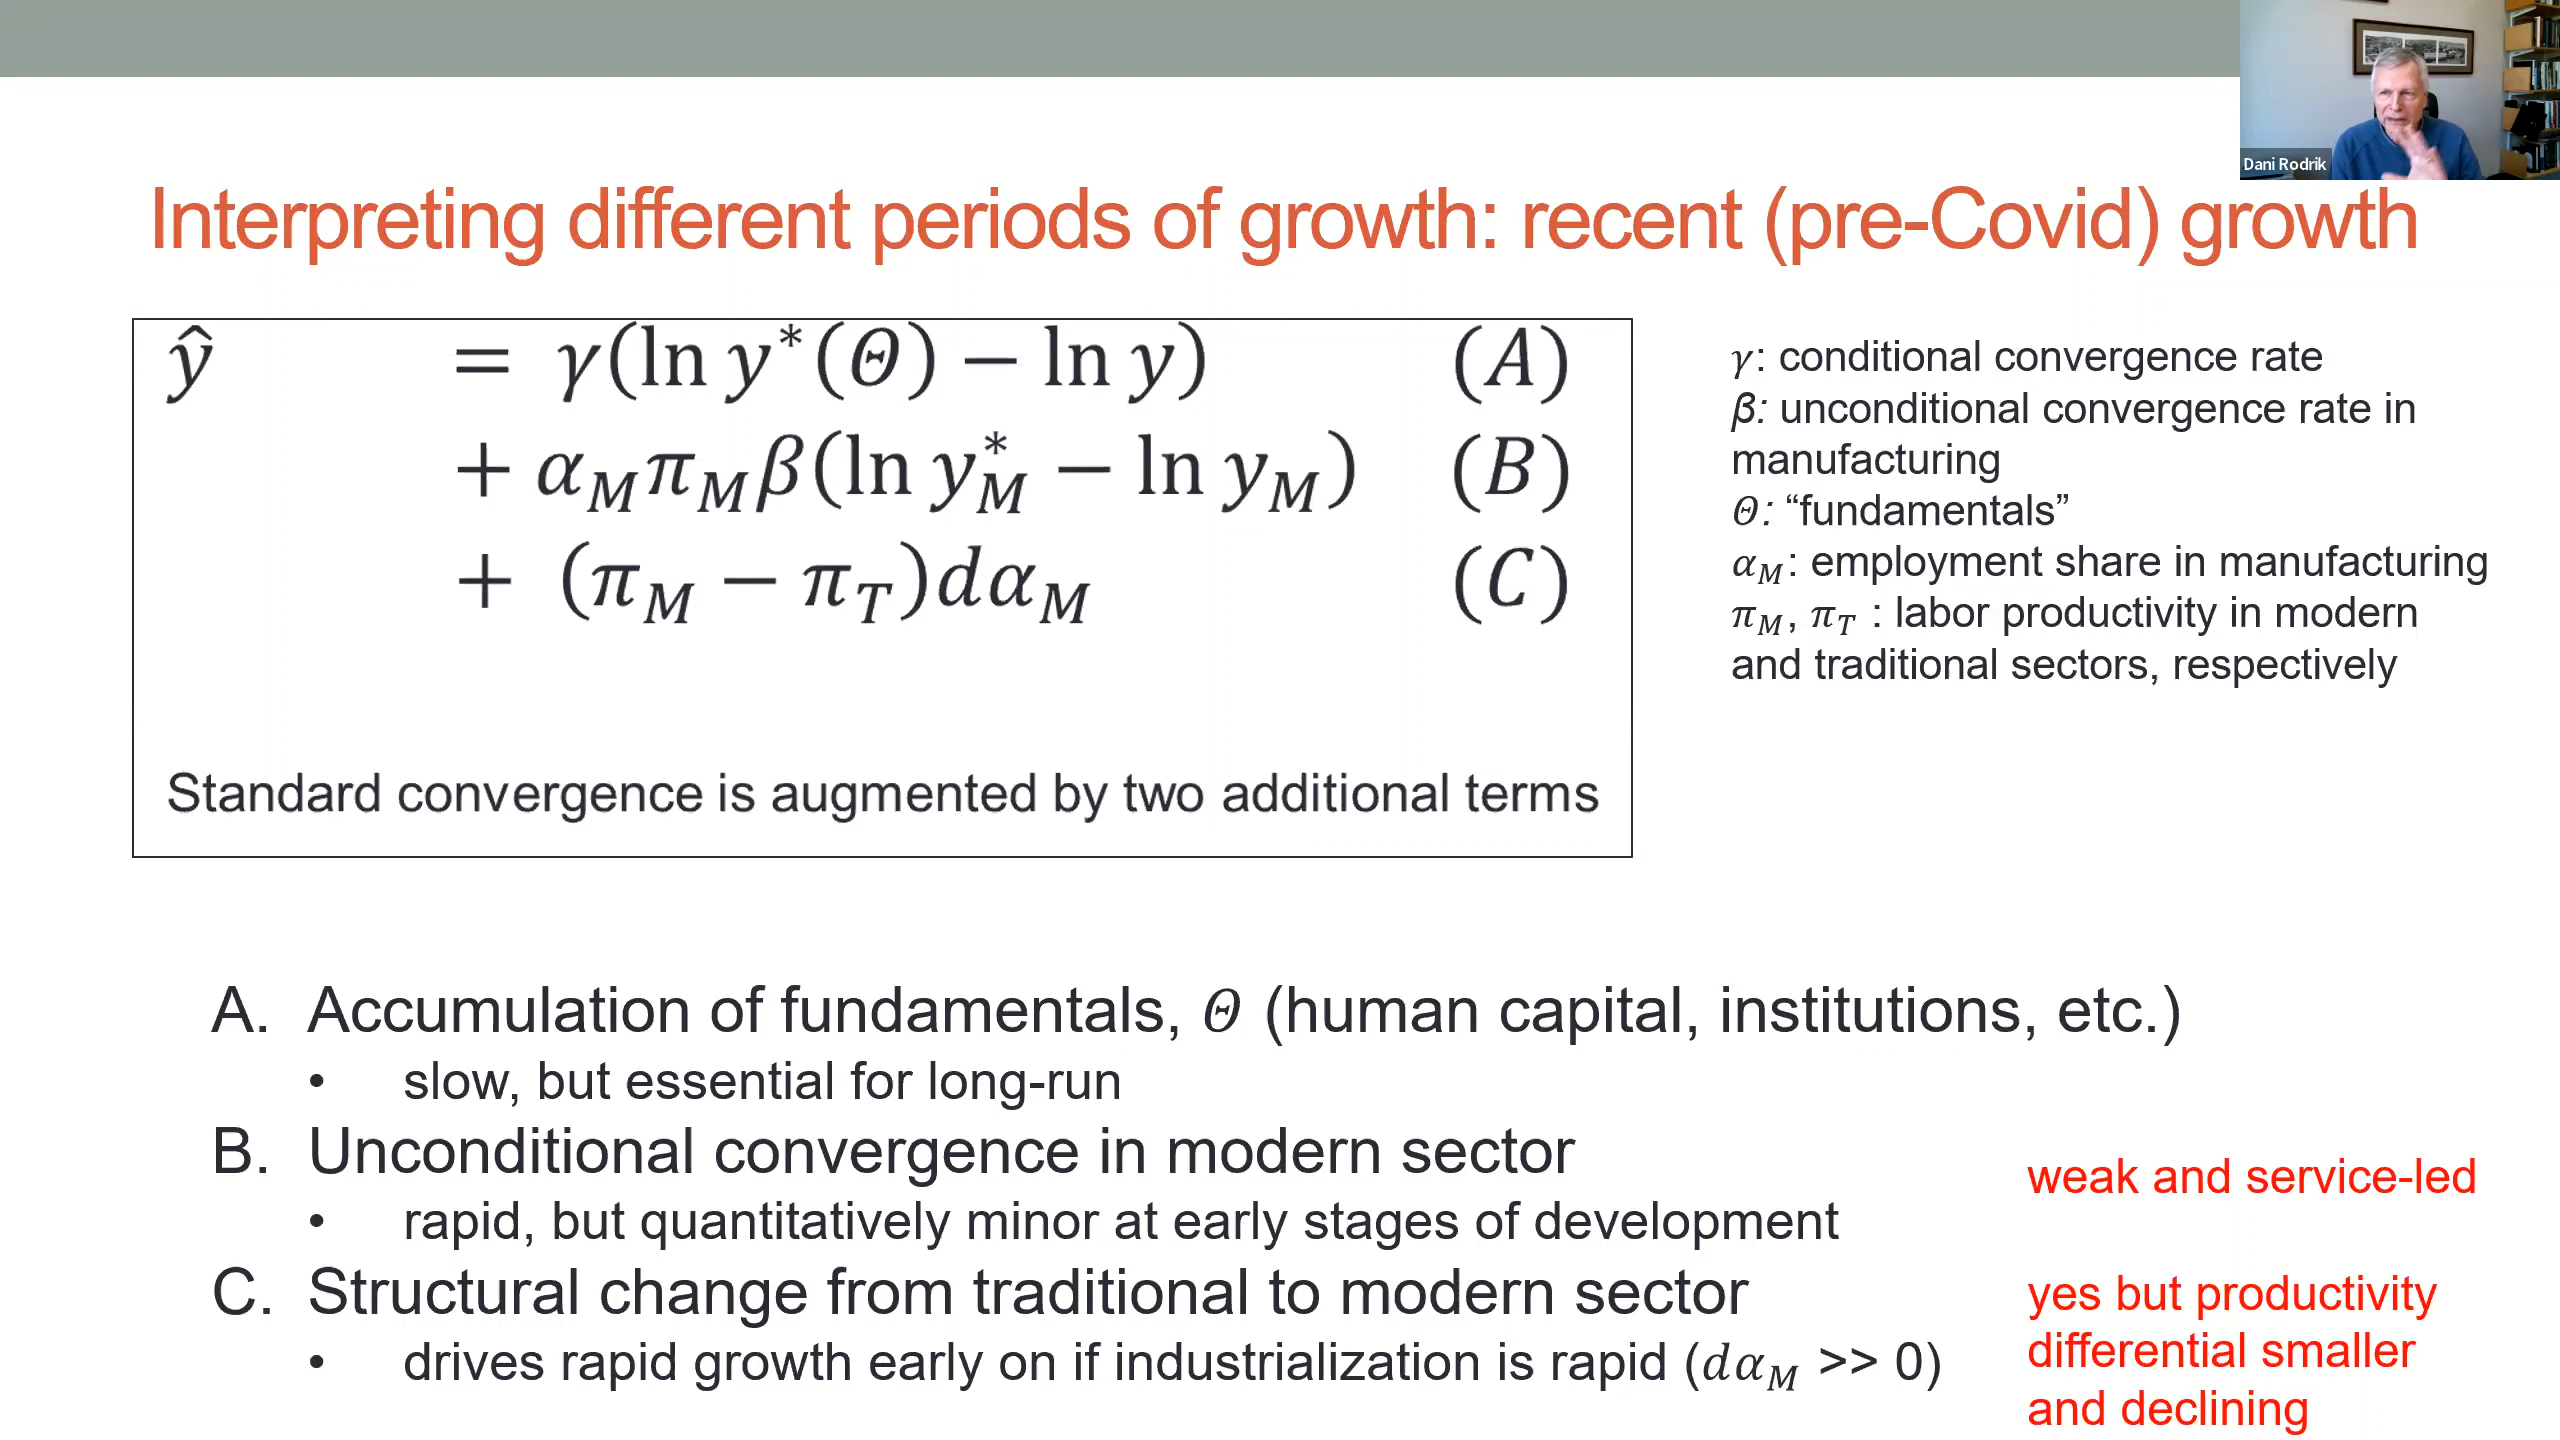 Dani Rodrik
Interpreting different periods of growth: recent (pre-Covid) growth
ŷ = γ(ln y*(Θ) − ln y) (A)
+ α_M π_M β(ln y*_M − ln y_M) (B)
+ (π_M − π_T)dα_M (C)
Standard convergence is augmented by two additional terms
γ: conditional convergence rate
β: unconditional convergence rate in
manufacturing
Θ: “fundamentals”
α_M: employment share in manufacturing
π_M, π_T : labor productivity in modern
and traditional sectors, respectively
A. Accumulation of fundamentals, Θ (human capital, institutions, etc.)
• slow, but essential for long-run
B. Unconditional convergence in modern sector
• rapid, but quantitatively minor at early stages of development
C. Structural change from traditional to modern sector
• drives rapid growth early on if industrialization is rapid (dα_M >> 0)
weak and service-led
yes but productivity
differential smaller
and declining